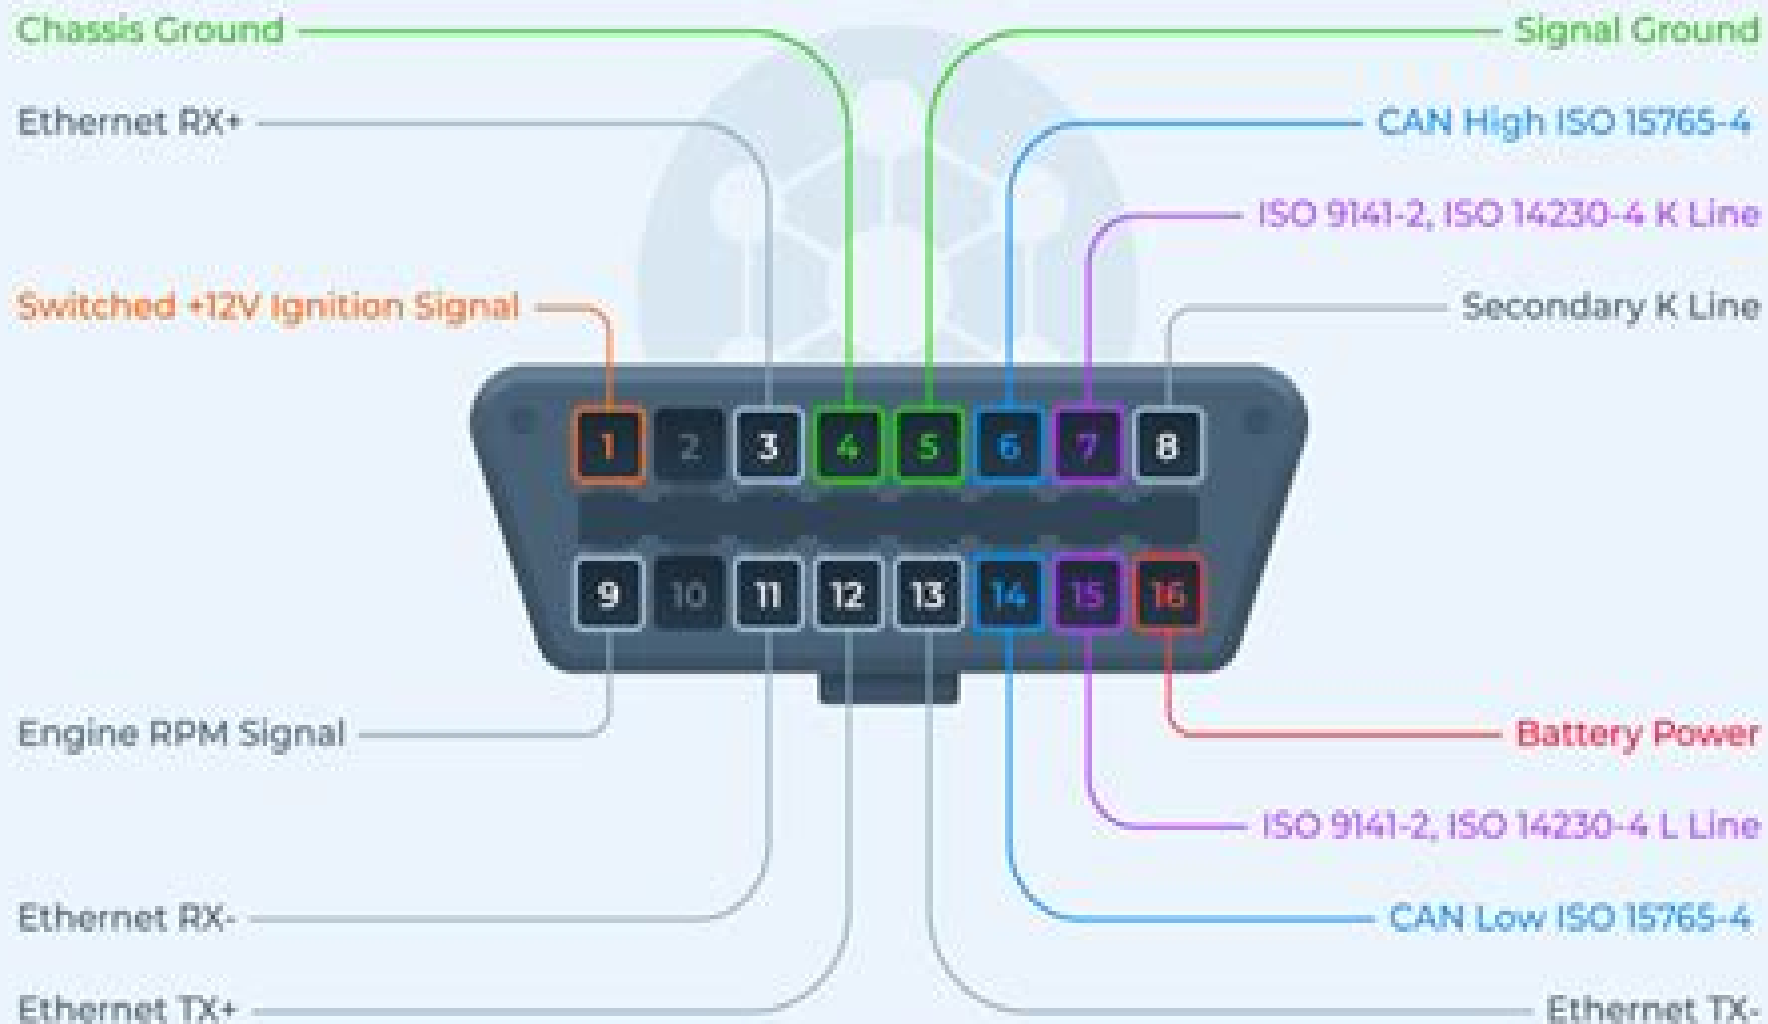 Chassis Ground
Signal Ground
Ethernet RX+
CAN High ISO 15765-4
ISO 9141-2, ISO 14230-4 K Line
Switched +12V Ignition Signal
Secondary K Line
1 2 3 4 5 6 7 8
9 10 11 12 13 14 15 16
Engine RPM Signal
Battery Power
ISO 9141-2, ISO 14230-4 L Line
Ethernet RX-
CAN Low ISO 15765-4
Ethernet TX+
Ethernet TX-